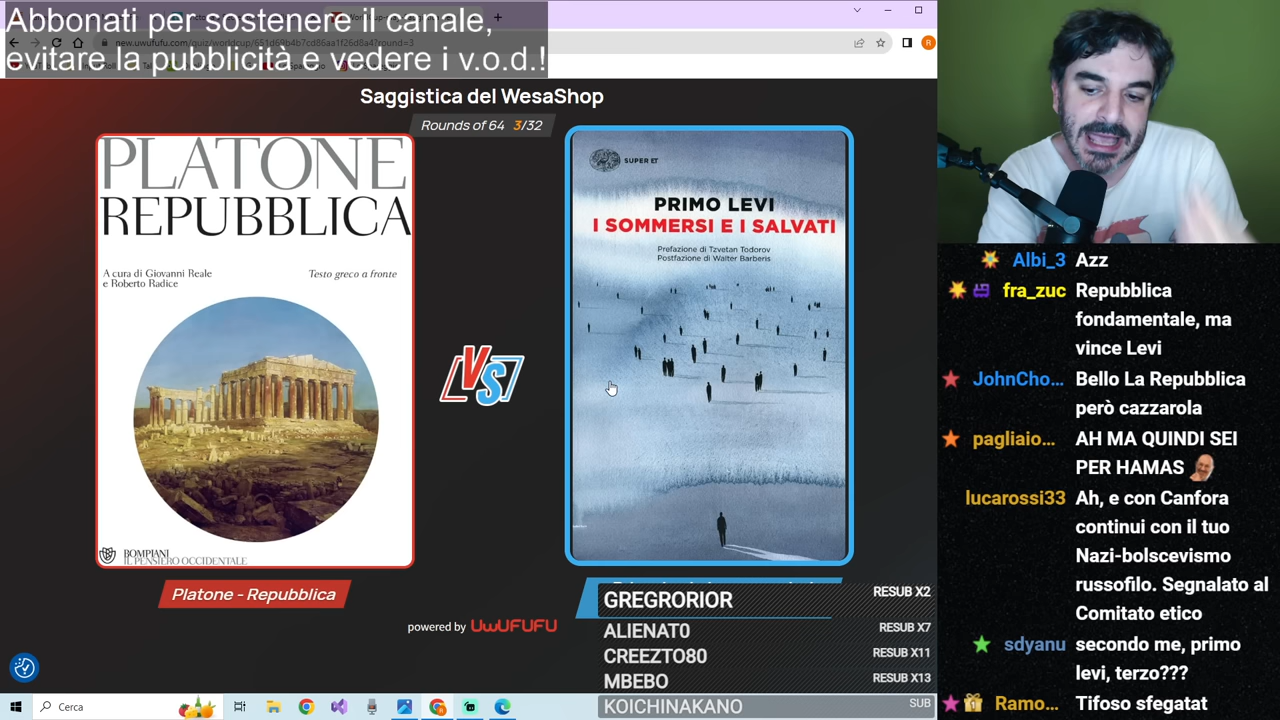 Abbonati per sostenere il canale,
evitare la pubblicità e vedere i v.o.d.!
Saggistica del WesaShop
Rounds of 64 3/32
PLATONE
REPUBBLICA
A cura di Giovanni Reale
e Roberto Radice
Testo greco a fronte
BOMPIANI
IL PENSIERO OCCIDENTALE
Platone - Repubblica
VS
SUPER ET
PRIMO LEVI
I SOMMERSI E I SALVATI
Prefazione di Tzvetan Todorov
Postfazione di Walter Barberis
powered by UwUFUFU
GREGRORIOR RESUB X2
ALIENAT0 RESUB X7
CREEZTO80 RESUB X11
MBEBO RESUB X13
KOICHINAKANO SUB
Albi_3 Azz
fra_zuc Repubblica
fondamentale, ma
vince Levi
JohnCho... Bello La Repubblica
però cazzarola
pagliaio... AH MA QUINDI SEI
PER HAMAS
lucarossi33 Ah, e con Canfora
continui con il tuo
Nazi-bolscevismo
russofilo. Segnalato al
Comitato etico
sdyanu secondo me, primo
levi, terzo???
Ramo... Tifoso sfegatat
Cerca